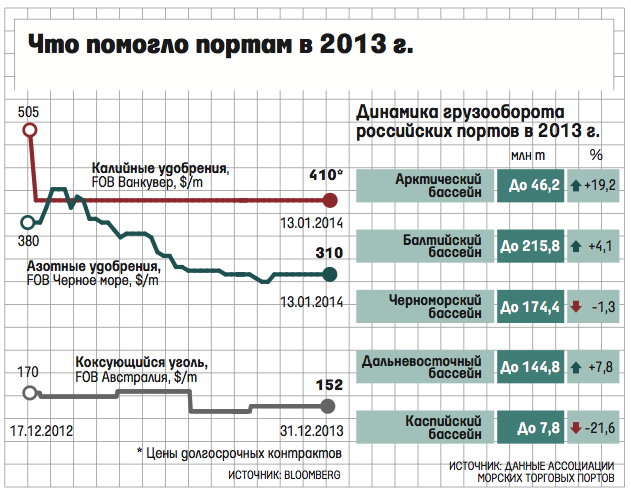 Что помогло портам в 2013 г.
505
Калийные удобрения,
FOB Ванкувер, $/т
410*
13.01.2014
380
Азотные удобрения,
FOB Черное море, $/т
310
13.01.2014
170
Коксующийся уголь,
FOB Австралия, $/т
152
17.12.2012
31.12.2013
* Цены долгосрочных контрактов
ИСТОЧНИК: BLOOMBERG
Динамика грузооборота
российских портов в 2013 г.
млн т %
Арктический
бассейн
До 46,2 +19,2
Балтийский
бассейн
До 215,8 +4,1
Черноморский
бассейн
До 174,4 -1,3
Дальневосточный
бассейн
До 144,8 +7,8
Каспийский
бассейн
До 7,8 -21,6
ИСТОЧНИК: ДАННЫЕ АССОЦИАЦИИ
МОРСКИХ ТОРГОВЫХ ПОРТОВ